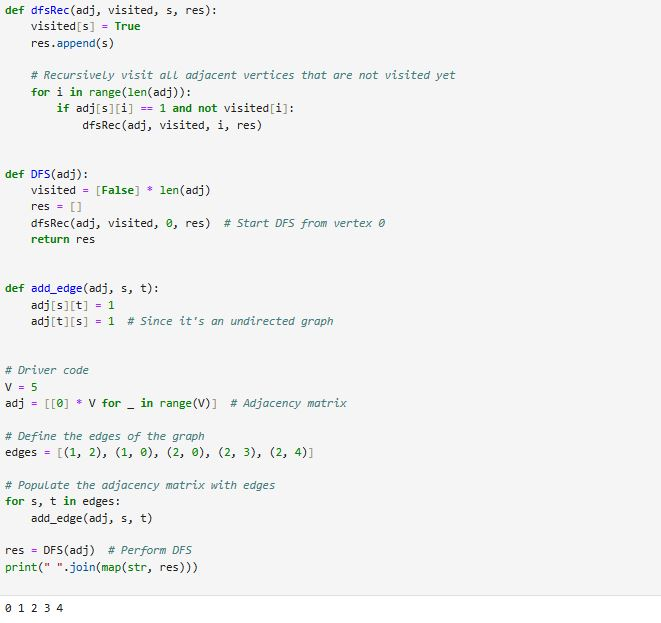 def dfsRec(adj, visited, s, res):
    visited[s] = True
    res.append(s)
    # Recursively visit all adjacent vertices that are not visited yet
    for i in range(len(adj)):
        if adj[s][i] == 1 and not visited[i]:
            dfsRec(adj, visited, i, res)
def DFS(adj):
    visited = [False] * len(adj)
    res = []
    dfsRec(adj, visited, 0, res)  # Start DFS from vertex 0
    return res
def add_edge(adj, s, t):
    adj[s][t] = 1
    adj[t][s] = 1  # Since it's an undirected graph
# Driver code
V = 5
adj = [[0] * V for _ in range(V)]  # Adjacency matrix
# Define the edges of the graph
edges = [(1, 2), (1, 0), (2, 0), (2, 3), (2, 4)]
# Populate the adjacency matrix with edges
for s, t in edges:
    add_edge(adj, s, t)
res = DFS(adj)  # Perform DFS
print(" ".join(map(str, res)))
0 1 2 3 4